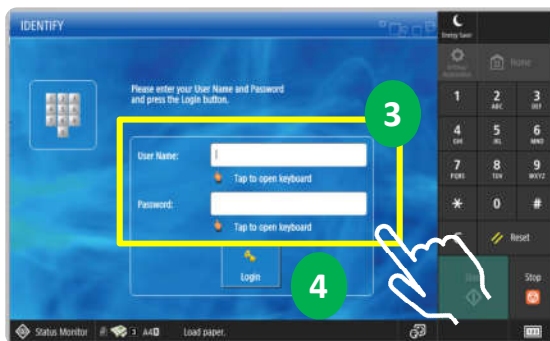 IDENTIFY
Energy Saver
Home
Please enter your User Name and Password
and press the Login button.
3
1
2 ABC
3 DEF
4 GHI
5 JKL
6 MNO
User Name:
Tap to open keyboard
7 PQRS
8 TUV
9 WXYZ
Password:
* 0 #
Tap to open keyboard
Reset
Login
4
Stop
Status Monitor
3 A4
Load paper.
123